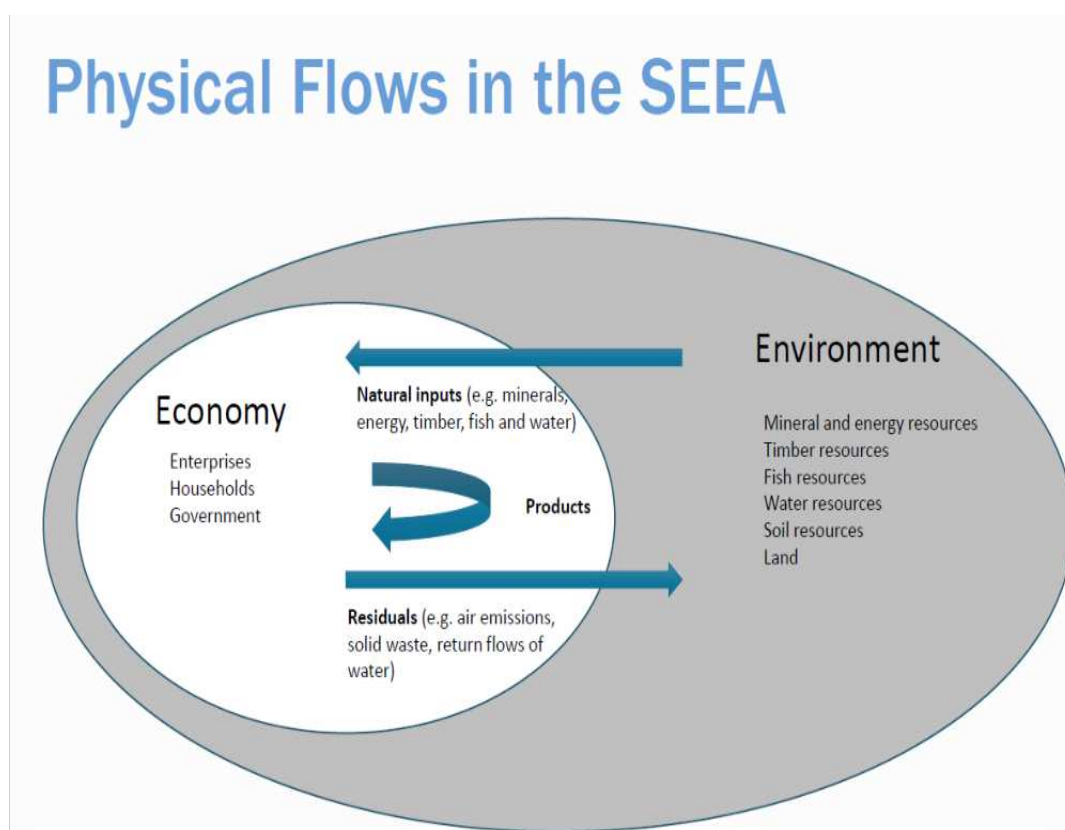 Physical Flows in the SEEA
Environment
Natural inputs (e.g. minerals,
energy, timber, fish and water)
Economy
Enterprises
Households
Government
Mineral and energy resources
Timber resources
Fish resources
Water resources
Soil resources
Land
Products
Residuals (e.g. air emissions,
solid waste, return flows of
water)